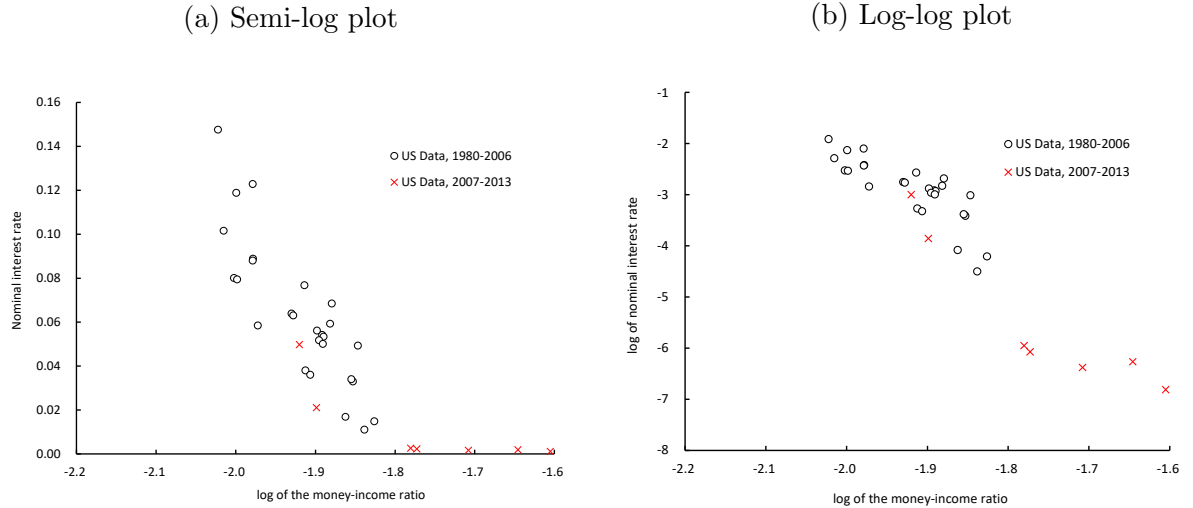 (a) Semi-log plot
0.16
0.14
0.12
0.10
0.08
0.06
0.04
0.02
0.00
Nominal interest rate
US Data, 1980-2006
US Data, 2007-2013
-2.2 -2.1 -2.0 -1.9 -1.8 -1.7 -1.6
log of the money-income ratio
(b) Log-log plot
-1
-2
-3
-4
-5
-6
-7
-8
log of nominal interest rate
US Data, 1980-2006
US Data, 2007-2013
-2.2 -2.1 -2.0 -1.9 -1.8 -1.7 -1.6
log of the money-income ratio